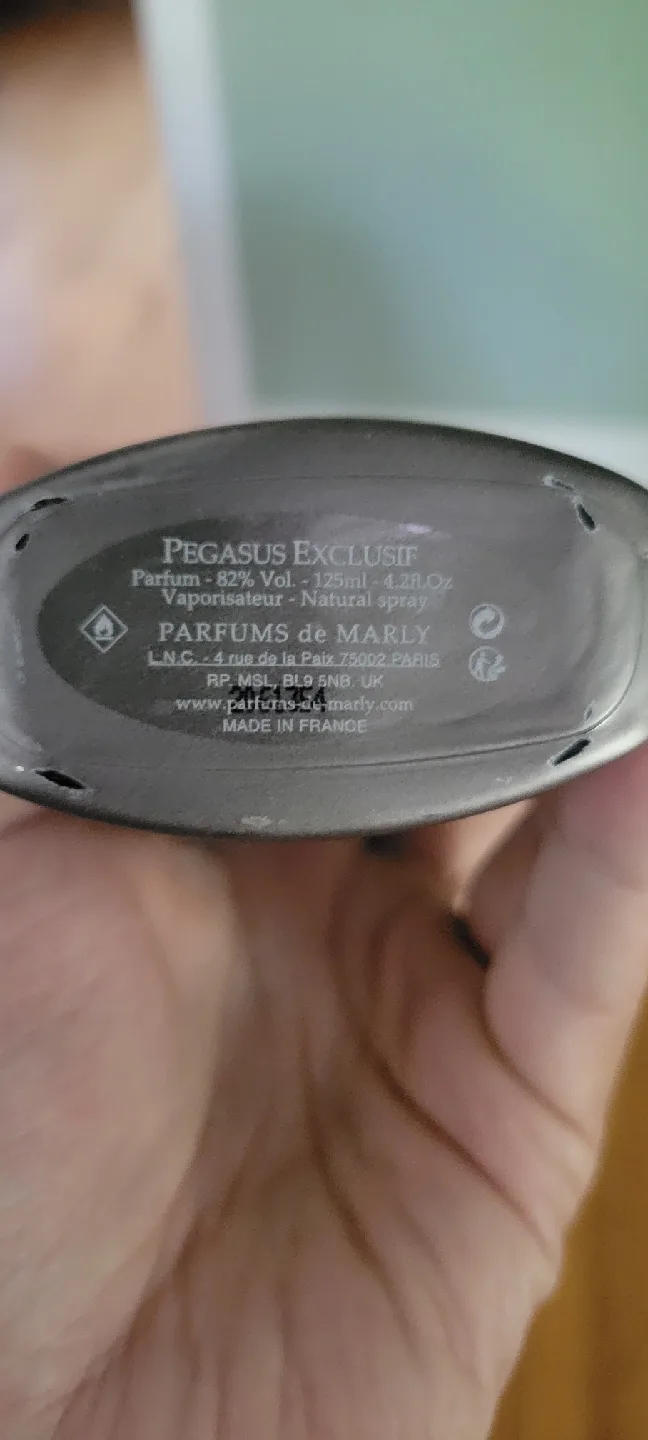 PEGASUS EXCLUSIF
Parfum - 82% Vol. - 125ml - 4.2fl.Oz
Vaporisateur - Natural spray
PARFUMS de MARLY
L.N.C. - 4 rue de la Paix 75002 PARIS
RP. MSL, BL9 5NB. UK
www.parfums-de-marly.com
MADE IN FRANCE